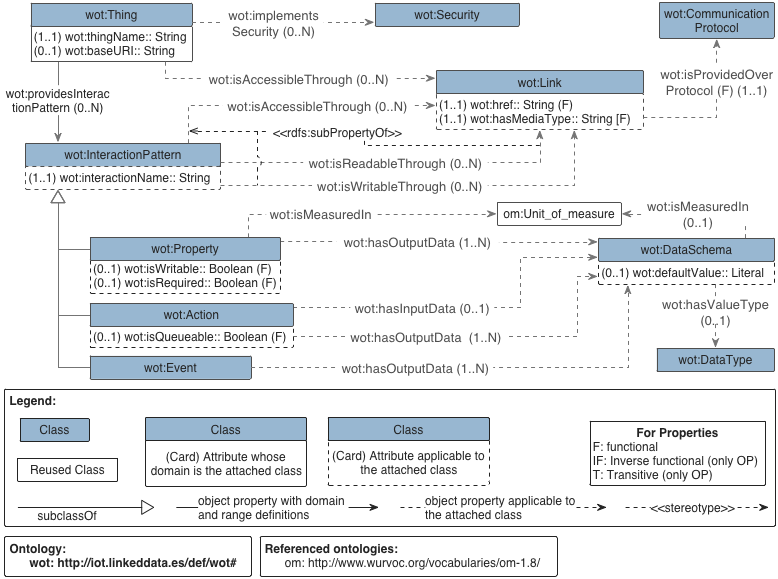 wot:Thing
(1..1) wot:thingName:: String
(0..1) wot:baseURI:: String
wot:implements
Security (0..N)
wot:Security
wot:Communication
Protocol
wot:isAccessibleThrough (0..N)
wot:Link
(1..1) wot:href:: String (F)
(1..1) wot:hasMediaType:: String [F)
wot:isProvidedOver
Protocol (F) (1..1)
wot:providesInterac
tionPattern (0..N)
wot:isAccessibleThrough (0..N)
<<rdfs:subPropertyOf>>
wot:InteractionPattern
(1..1) wot:interactionName:: String
wot:isReadableThrough (0..N)
wot:isWritableThrough (0..N)
wot:isMeasuredIn
om:Unit_of_measure
wot:isMeasuredIn
(0..1)
wot:Property
(0..1) wot:isWritable:: Boolean (F)
(0..1) wot:isRequired:: Boolean (F)
wot:hasOutputData (1..N)
wot:DataSchema
(0..1) wot:defaultValue:: Literal
wot:Action
(0..1) wot:isQueueable:: Boolean (F)
wot:hasInputData (0..1)
wot:hasOutputData (1..N)
wot:hasValueType
(0..1)
wot:Event
wot:hasOutputData (1..N)
wot:DataType
Legend:
Class
Reused Class
Class
(Card) Attribute whose
domain is the attached class
Class
(Card) Attribute applicable to
the attached class
For Properties
F: functional
IF: Inverse functional (only OP)
T: Transitive (only OP)
subclassOf
object property with domain
and range definitions
object property applicable to
the attached class
<<stereotype>>
Ontology:
wot: http://iot.linkeddata.es/def/wot#
Referenced ontologies:
om: http://www.wurvoc.org/vocabularies/om-1.8/